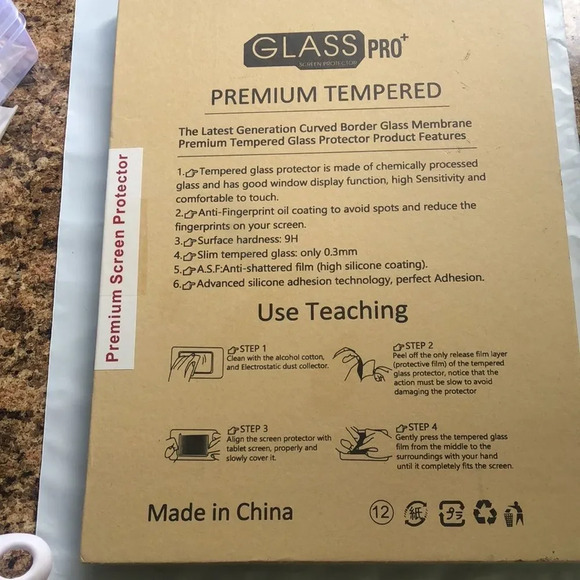 GLASS PRO+
SCREEN PROTECTOR
PREMIUM TEMPERED
The Latest Generation Curved Border Glass Membrane
Premium Tempered Glass Protector Product Features
1.Tempered glass protector is made of chemically processed
glass and has good window display function, high Sensitivity and
comfortable to touch.
2.Anti-Fingerprint oil coating to avoid spots and reduce the
fingerprints on your screen.
3.Surface hardness: 9H
4.Slim tempered glass: only 0.3mm
5.A.S.F:Anti-shattered film (high silicone coating).
6.Advanced silicone adhesion technology, perfect Adhesion.
Premium Screen Protector
Use Teaching
STEP 1
Clean with the alcohol cotton,
and Electrostatic dust collector.
STEP 2
Peel off the only release film layer
(protective film) of the tempered
glass protector, notice that the
action must be slow to avoid
damaging the protector
STEP 3
Align the screen protector with
tablet screen, properly and
slowly cover it.
STEP 4
Gently press the tempered glass
film from the middle to the
surroundings with your hand
until it completely fits the screen.
Made in China
12 紙 プラ